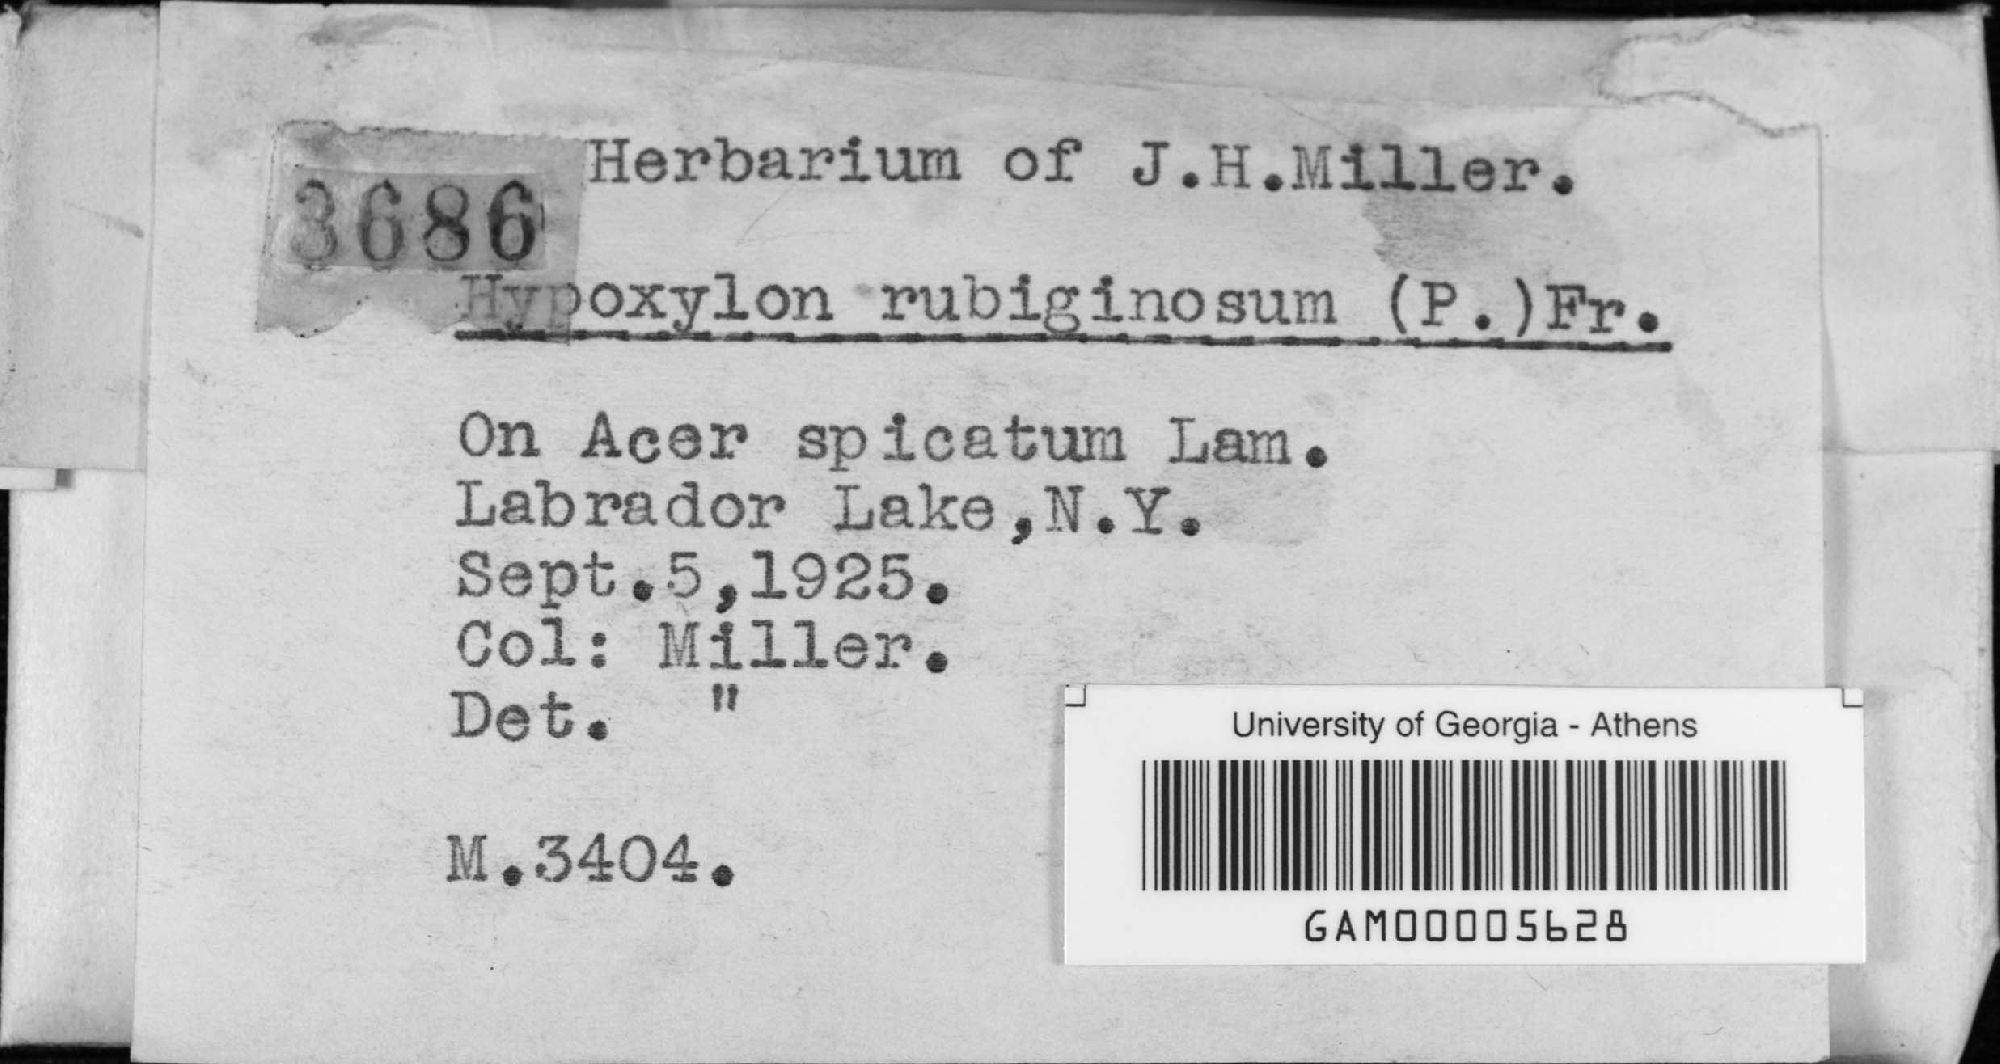 Herbarium of J.H.Miller.
3686
Hypoxylon rubiginosum (P.)Fr.
On Acer spicatum Lam.
Labrador Lake,N.Y.
Sept.5,1925.
Col: Miller.
Det. "
M.3404.
University of Georgia - Athens
GAM00005628